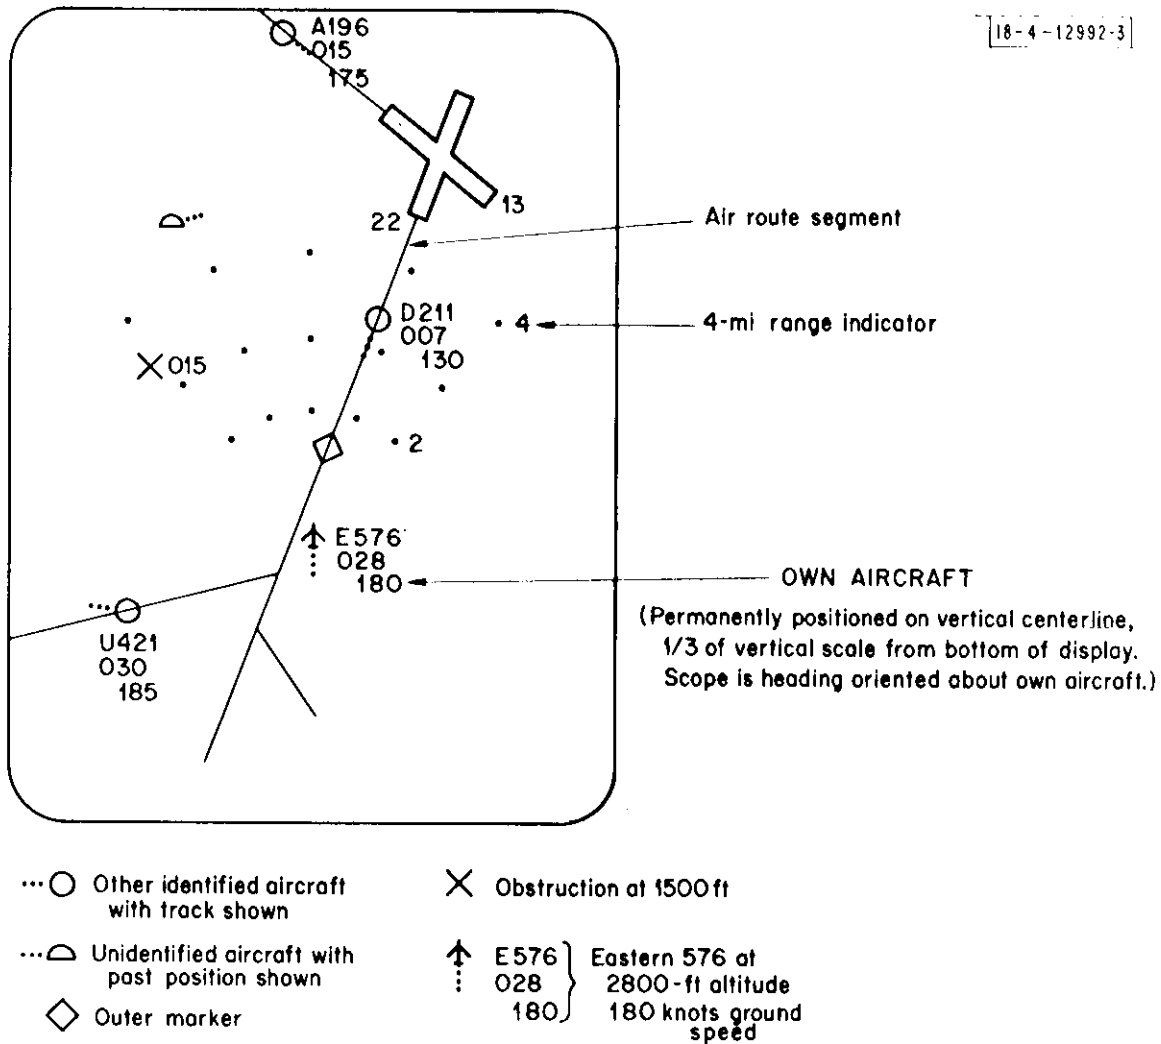 18-4-12992-3
A196
015
175
13
22
Air route segment
D211
007
130
4
4-mi range indicator
015
2
E576
028
180
OWN AIRCRAFT
(Permanently positioned on vertical centerline,
1/3 of vertical scale from bottom of display.
Scope is heading oriented about own aircraft.)
U421
030
185
Other identified aircraft
with track shown
Obstruction at 1500 ft
Unidentified aircraft with
past position shown
E576
028
180
Eastern 576 at
2800-ft altitude
180 knots ground
speed
Outer marker